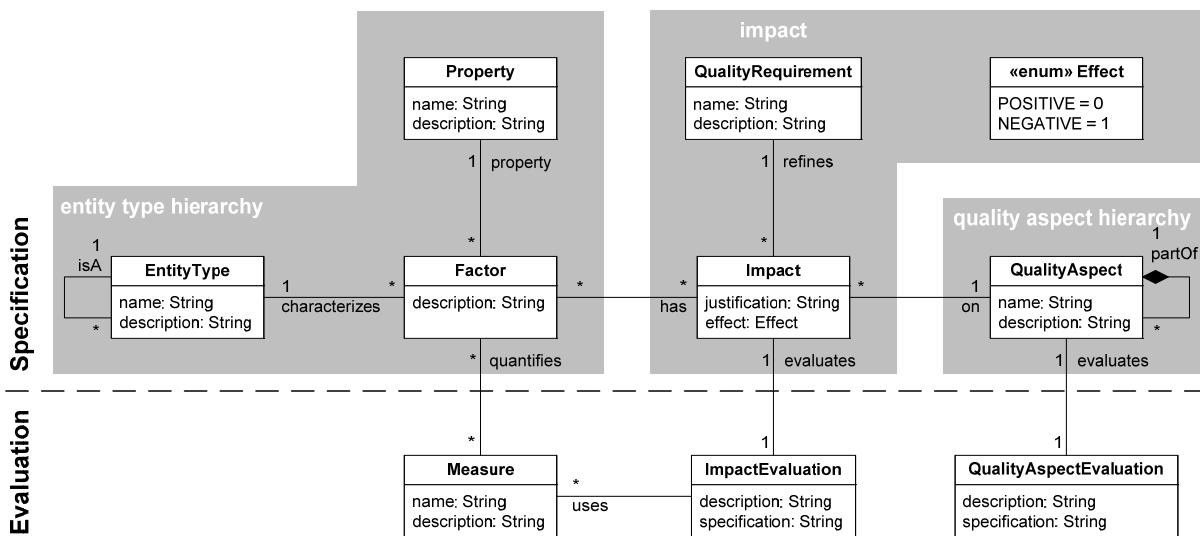 impact
Property
name: String
description: String
QualityRequirement
name: String
description: String
«enum» Effect
POSITIVE = 0
NEGATIVE = 1
1 property
1 refines
entity type hierarchy
quality aspect hierarchy
Specification
*
*
1
isA
*
EntityType
name: String
description: String
1
characterizes
*
Factor
description: String
*
*
has
Impact
justification: String
effect: Effect
*
1
on
QualityAspect
name: String
description: String
1
partOf
*
* quantifies
1 evaluates
1 evaluates
Evaluation
*
1
1
Measure
name: String
description: String
*
uses
ImpactEvaluation
description: String
specification: String
QualityAspectEvaluation
description: String
specification: String